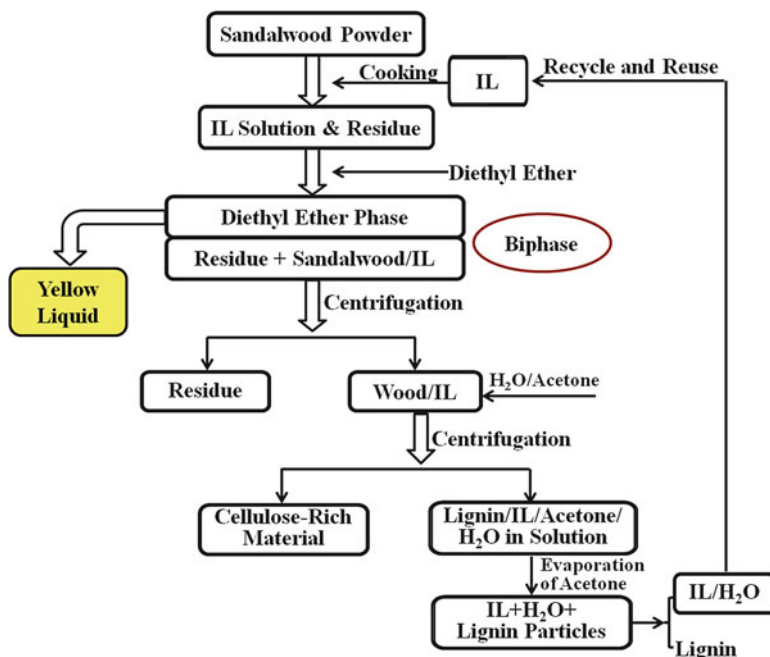 Sandalwood Powder
Cooking
IL
Recycle and Reuse
IL Solution & Residue
Diethyl Ether
Diethyl Ether Phase
Residue + Sandalwood/IL
Biphase
Yellow
Liquid
Centrifugation
Residue
Wood/IL
H₂O/Acetone
Centrifugation
Cellulose-Rich
Material
Lignin/IL/Acetone/
H₂O in Solution
Evaporation
of Acetone
IL+H₂O+
Lignin Particles
IL/H₂O
Lignin